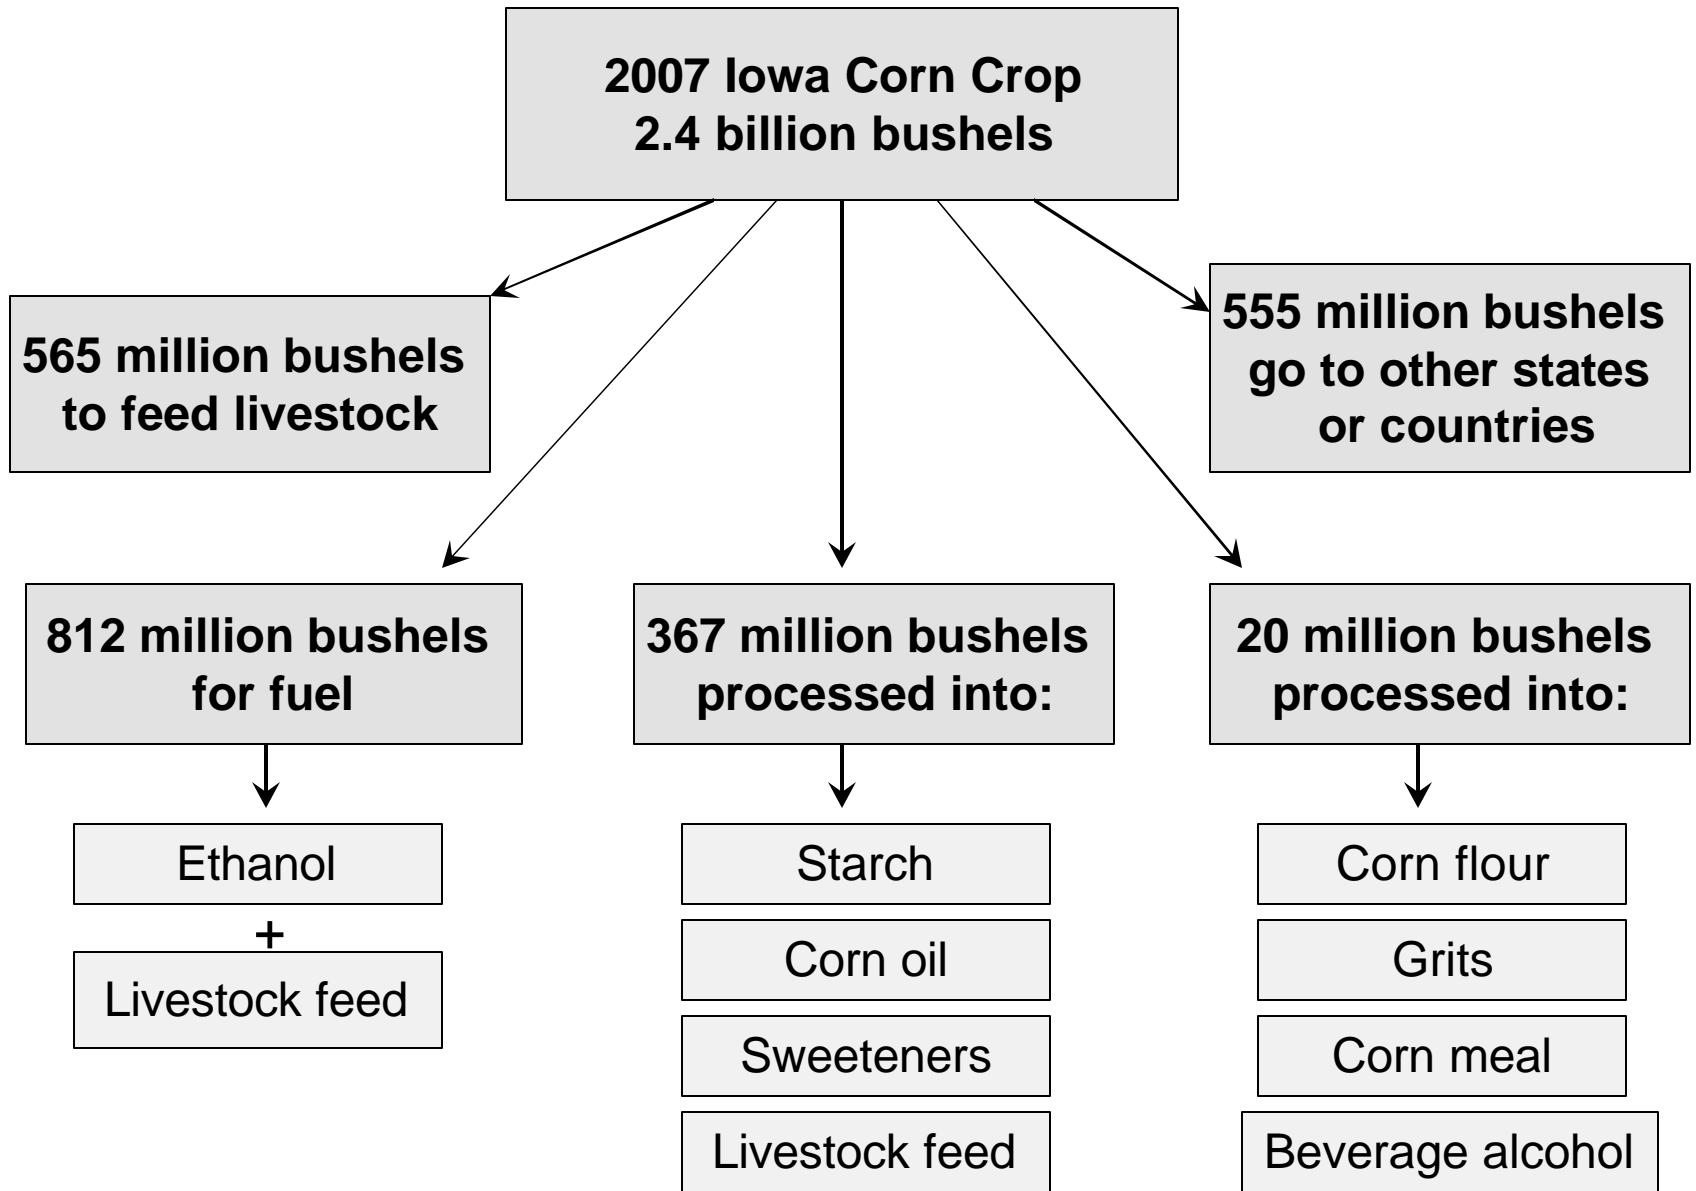 2007 Iowa Corn Crop
2.4 billion bushels
565 million bushels
to feed livestock
555 million bushels
go to other states
or countries
812 million bushels
for fuel
Ethanol
+
Livestock feed
367 million bushels
processed into:
Starch
Corn oil
Sweeteners
Livestock feed
20 million bushels
processed into:
Corn flour
Grits
Corn meal
Beverage alcohol